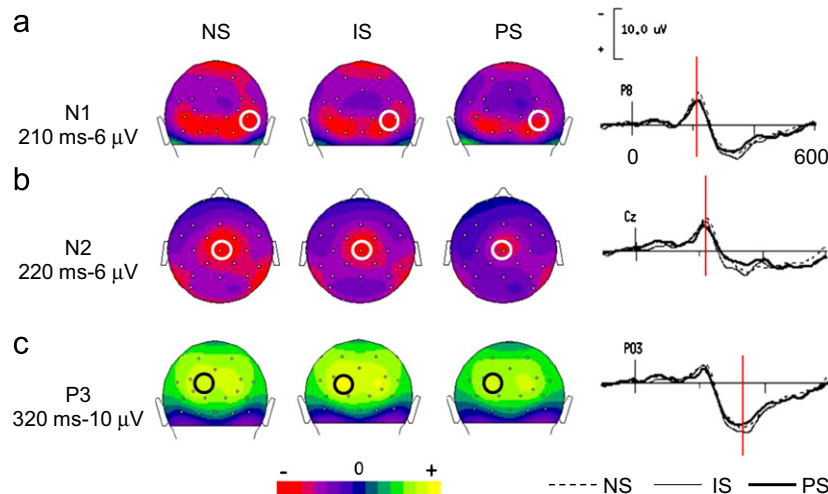 a
NS IS PS
-
10.0 uV
+
N1
210 ms-6 μV
P8
0 600
b
N2
220 ms-6 μV
Cz
c
P3
320 ms-10 μV
PO3
- 0 +
NS IS PS